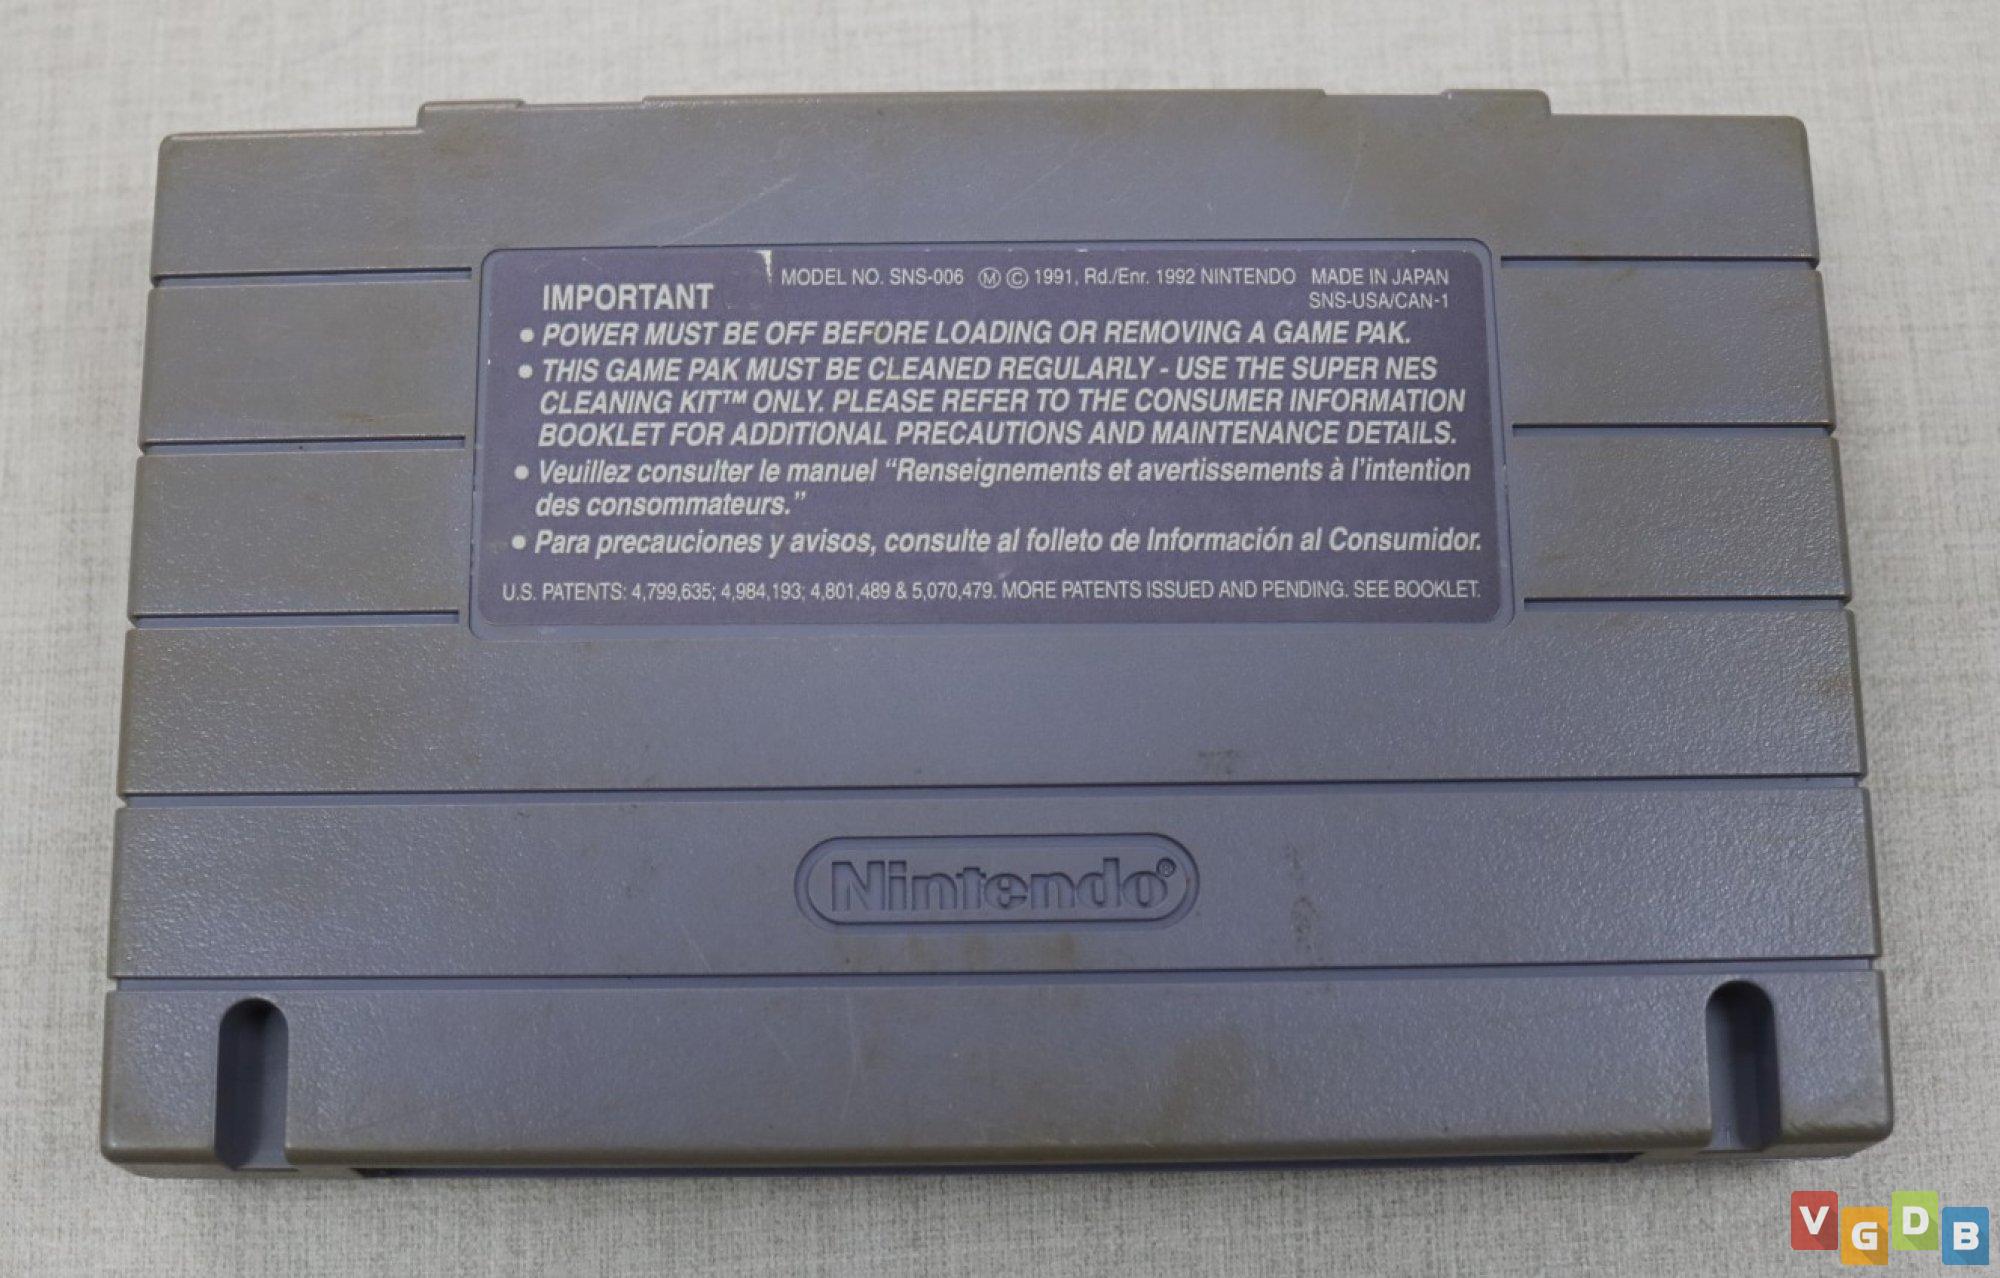 IMPORTANT
MODEL NO. SNS-006 Ⓜ © 1991, Rd./Enr. 1992 NINTENDO MADE IN JAPAN
SNS-USA/CAN-1
• POWER MUST BE OFF BEFORE LOADING OR REMOVING A GAME PAK.
• THIS GAME PAK MUST BE CLEANED REGULARLY - USE THE SUPER NES
CLEANING KIT™ ONLY. PLEASE REFER TO THE CONSUMER INFORMATION
BOOKLET FOR ADDITIONAL PRECAUTIONS AND MAINTENANCE DETAILS.
• Veuillez consulter le manuel “Renseignements et avertissements à l’intention
des consommateurs.”
• Para precauciones y avisos, consulte al folleto de Información al Consumidor.
U.S. PATENTS: 4,799,635; 4,984,193; 4,801,489 & 5,070,479. MORE PATENTS ISSUED AND PENDING. SEE BOOKLET.
Nintendo®
VGDB